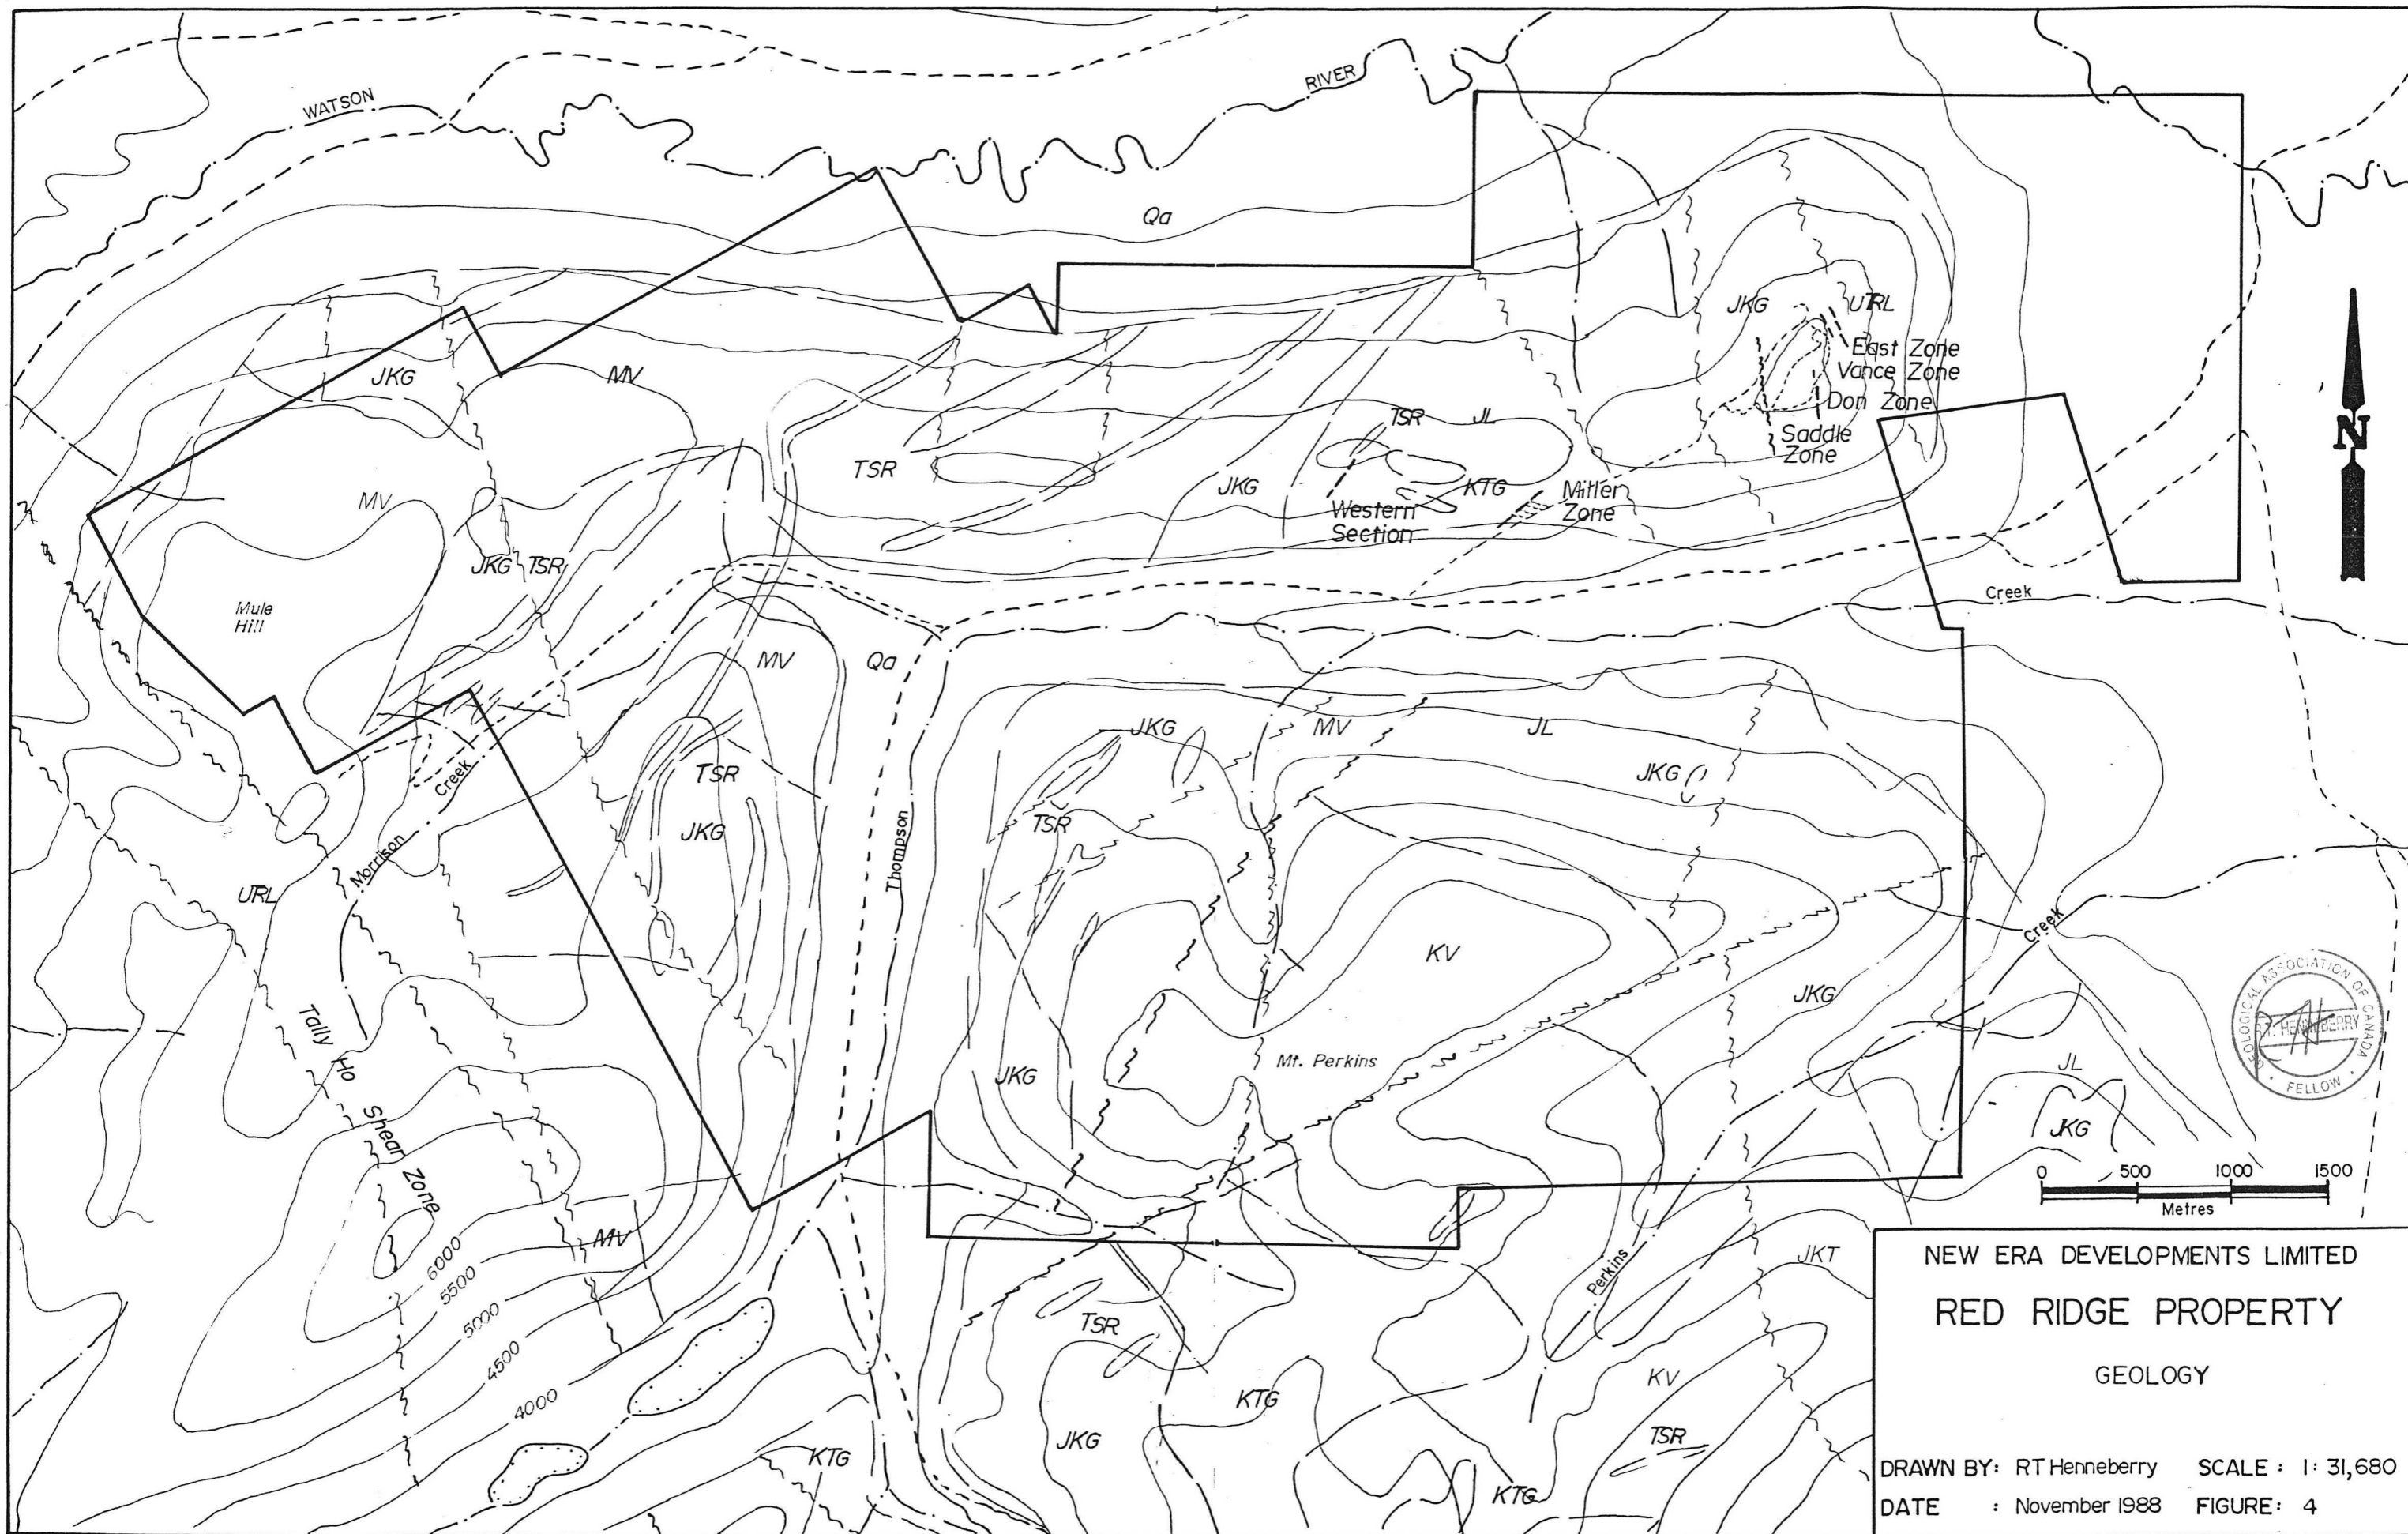 WATSON
RIVER
Qa
JKG
UTRL
JKG
MV
East Zone
Vance Zone
Don Zone
Saddle
Zone
TSR
JL
TSR
JKG
KTG
Miller
Zone
Western
Section
MV
JKG
TSR
Mule
Hill
Creek
MV
Qa
JKG
MV
JL
TSR
JKG
JKG
TSR
Thompson
Creek
Morrison
URL
KV
Creek
JKG
Tally Ho Shear Zone
Mt. Perkins
JKG
JL
JKG
GEOLOGICAL ASSOCIATION OF CANADA
R.T. HENNEBERRY
FELLOW
0 500 1000 1500
Metres
MV
6000
5500
5000
4500
4000
Perkins
JKT
TSR
KV
KTG
JKG
TSR
KTG
KTG
NEW ERA DEVELOPMENTS LIMITED
RED RIDGE PROPERTY
GEOLOGY
DRAWN BY: RT Henneberry SCALE : 1: 31,680
DATE : November 1988 FIGURE: 4
N